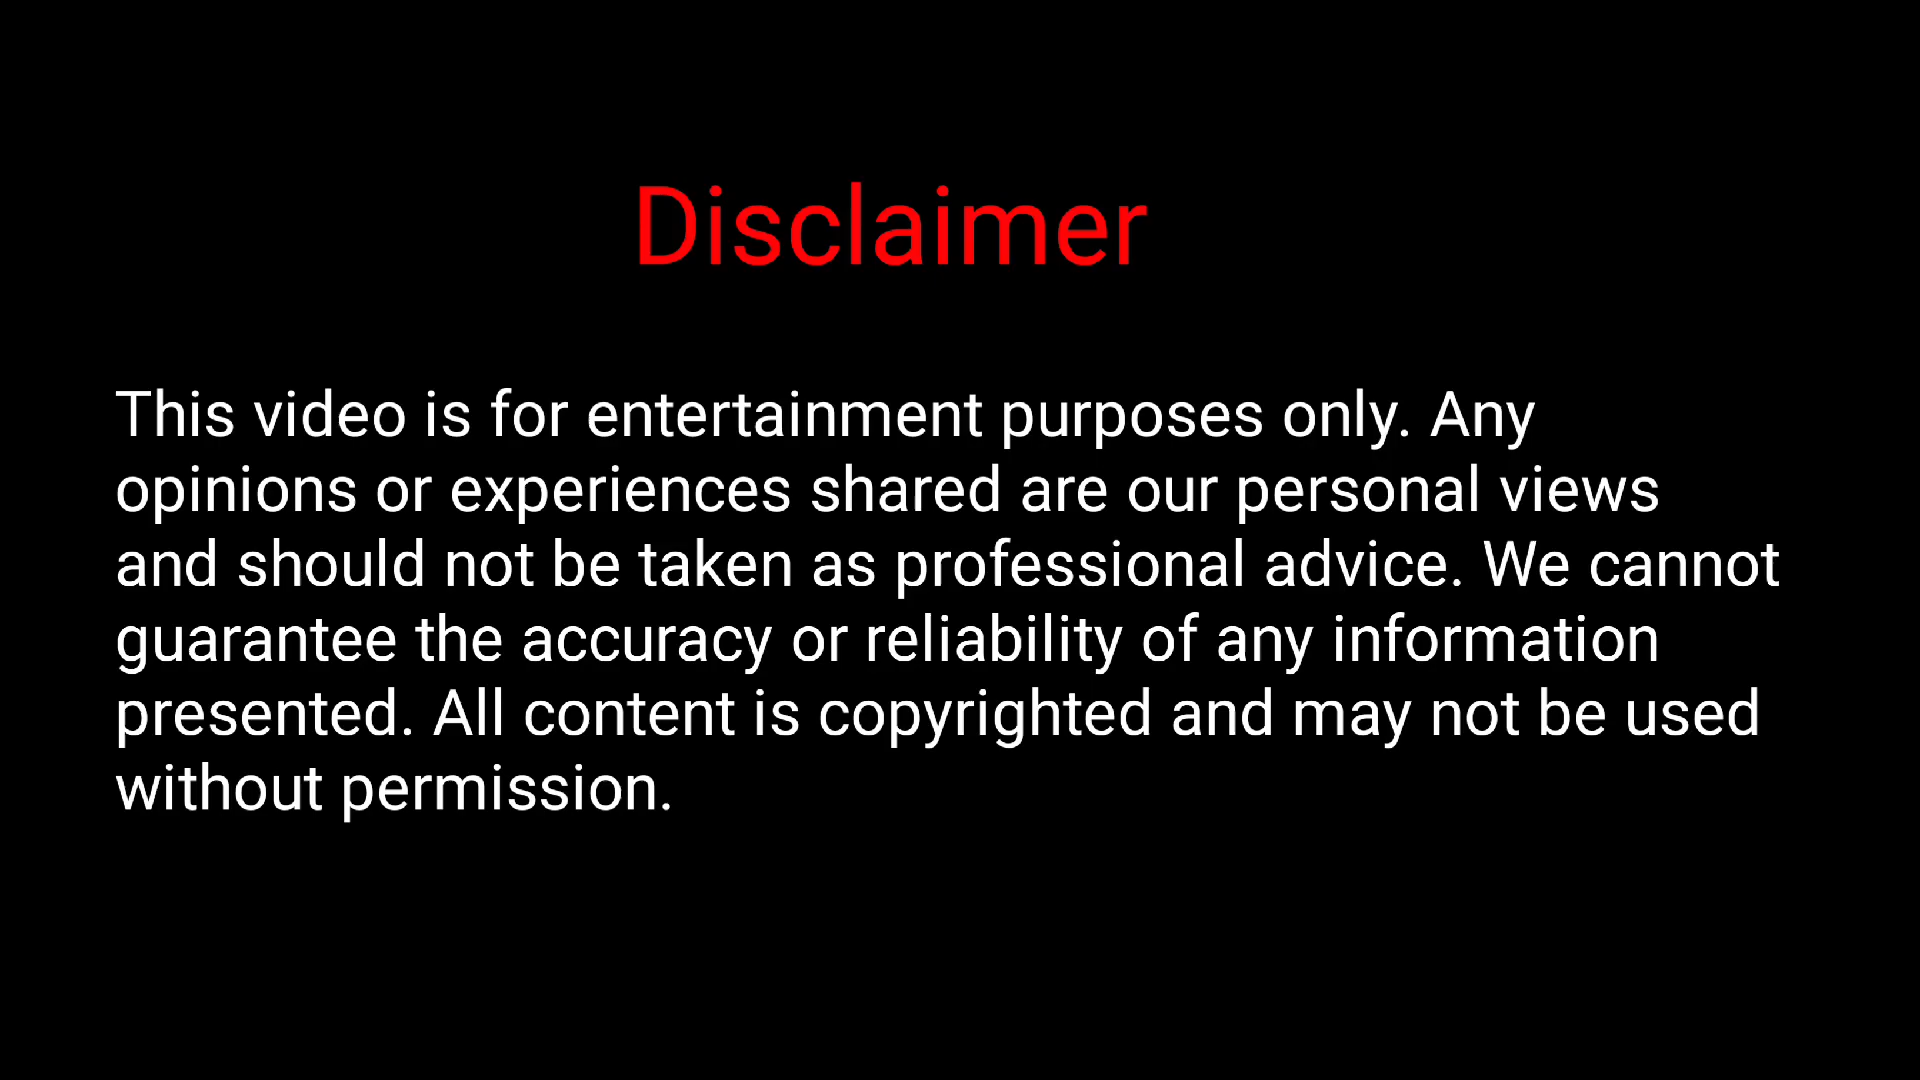 Disclaimer
This video is for entertainment purposes only. Any
opinions or experiences shared are our personal views
and should not be taken as professional advice. We cannot
guarantee the accuracy or reliability of any information
presented. All content is copyrighted and may not be used
without permission.